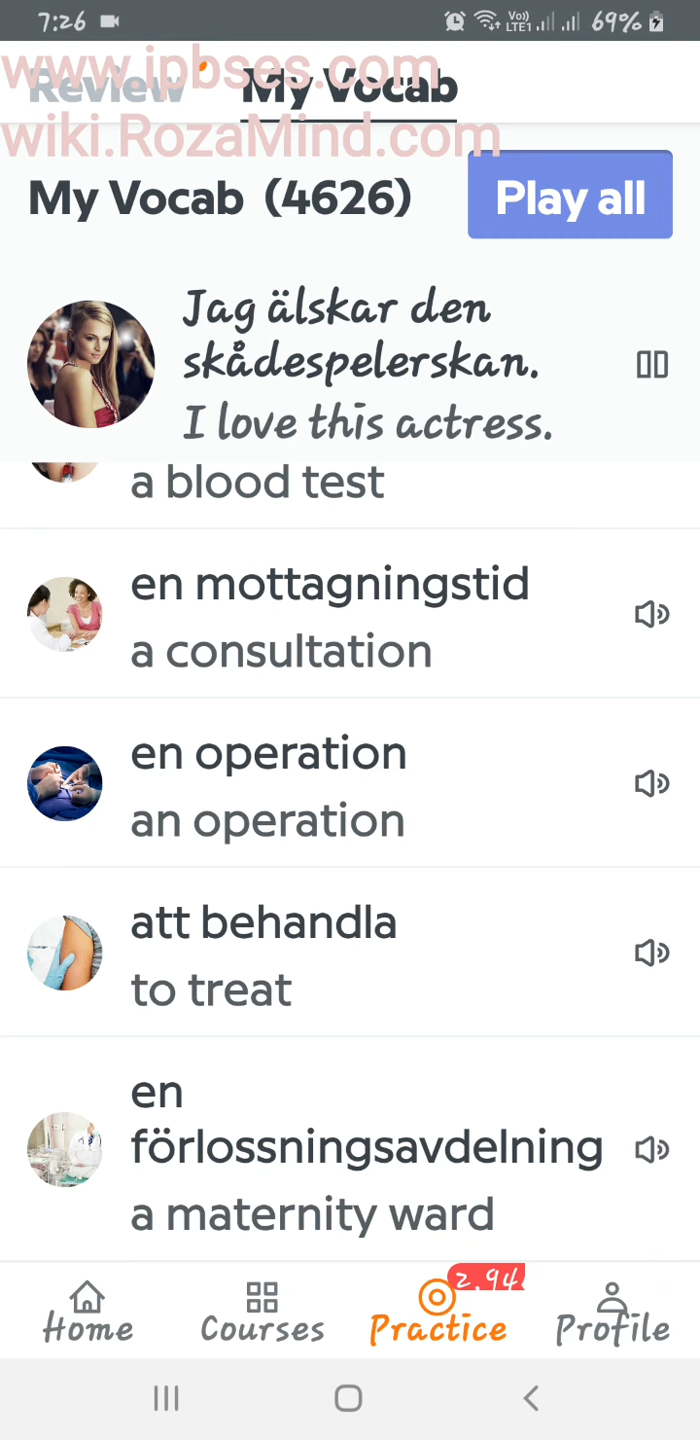 7:26
Vo)) LTE1
69%
www.ipbses.com
Review My Vocab
wiki.RozaMind.com
My Vocab (4626)
Play all
Jag älskar den
skådespelerskan.
I love this actress.
a blood test
en mottagningstid
a consultation
en operation
an operation
att behandla
to treat
en
förlossningsavdelning
a maternity ward
2,94
Home Courses Practice Profile